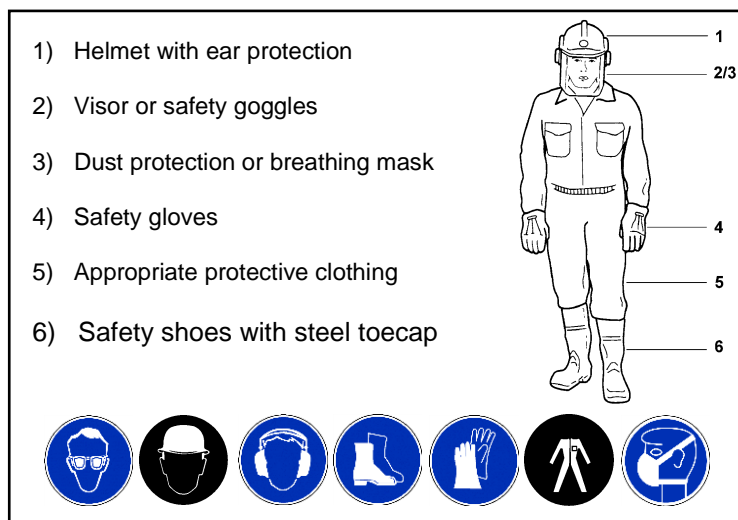 1) Helmet with ear protection
2) Visor or safety goggles
3) Dust protection or breathing mask
4) Safety gloves
5) Appropriate protective clothing
6) Safety shoes with steel toecap
1
2/3
4
5
6